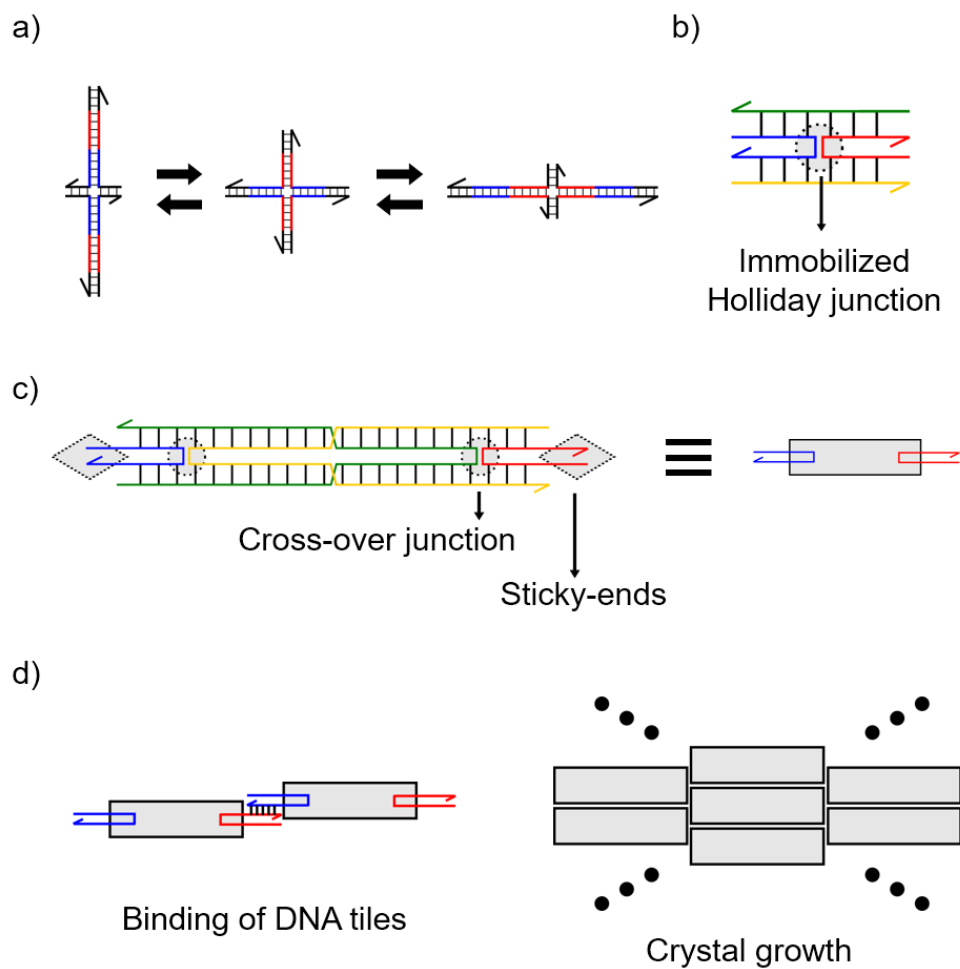 a)
b)
Immobilized
Holliday junction
c)
Cross-over junction
Sticky-ends
d)
Binding of DNA tiles
Crystal growth